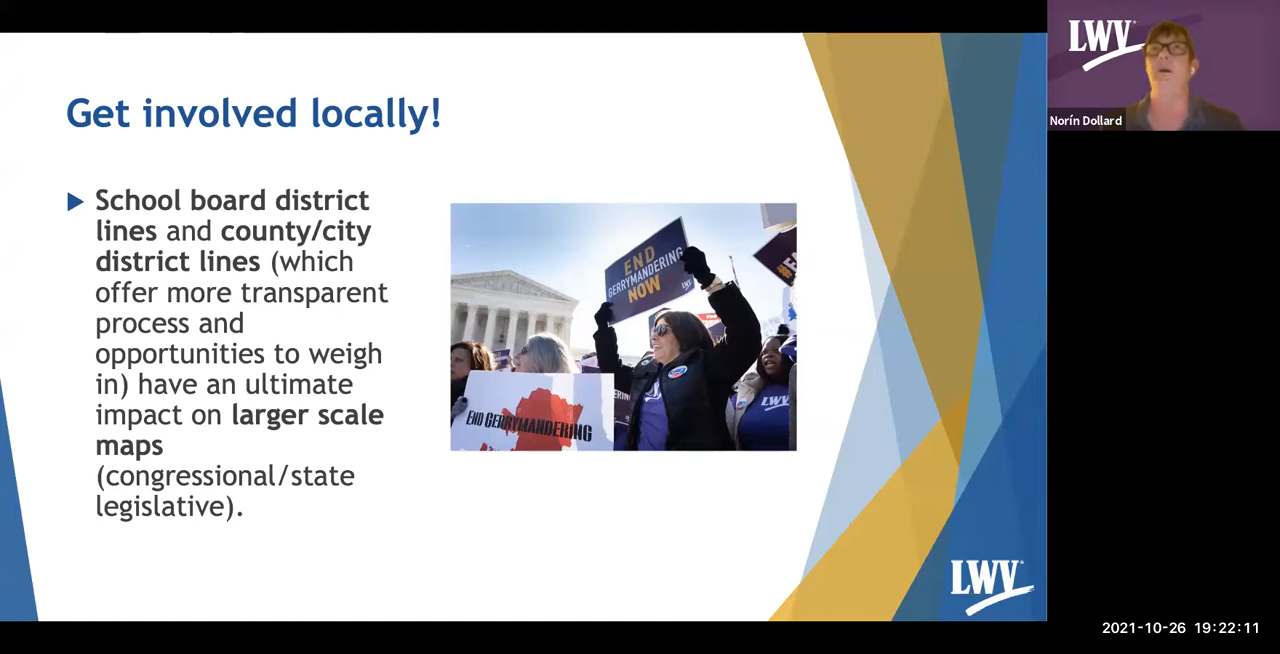 LWV
Norín Dollard
Get involved locally!
School board district
lines and county/city
district lines (which
offer more transparent
process and
opportunities to weigh
in) have an ultimate
impact on larger scale
maps
(congressional/state
legislative).
END
GERRYMANDERING
NOW
LWV
END GERRYMANDERING
LWV
LWV
2021-10-26 19:22:11